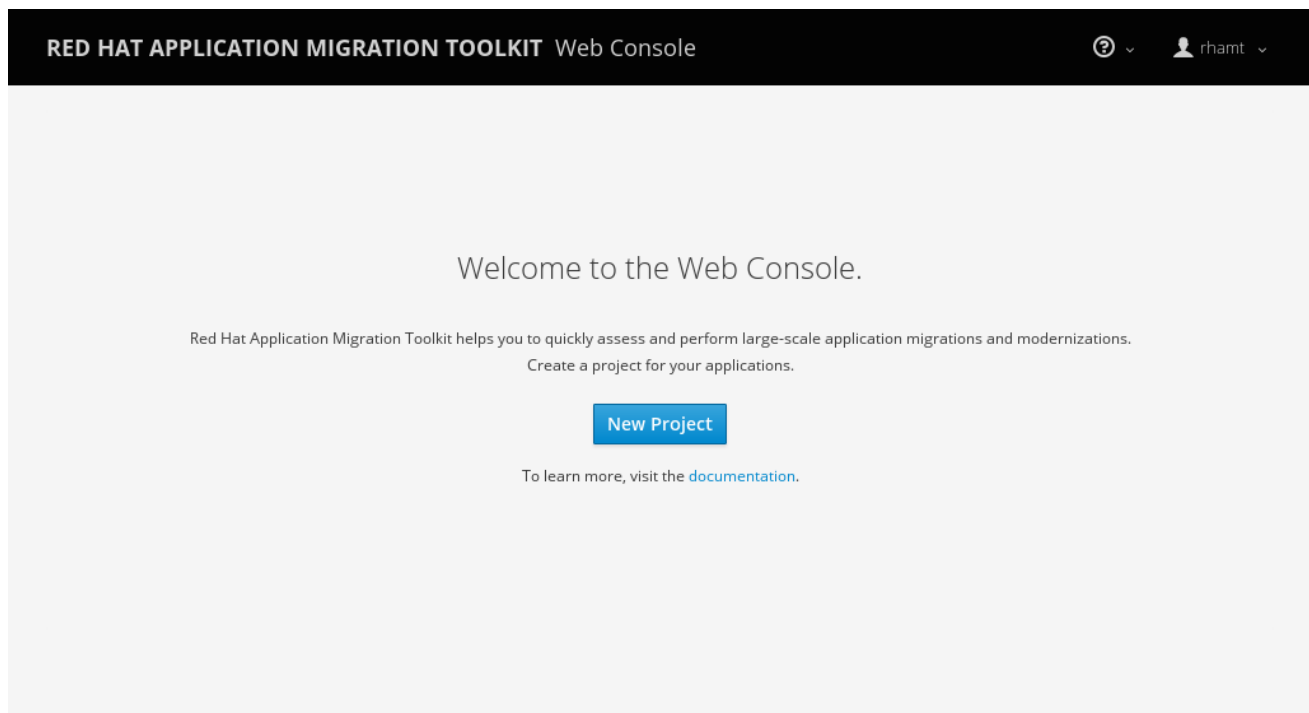 RED HAT APPLICATION MIGRATION TOOLKIT Web Console
rhamt
Welcome to the Web Console.
Red Hat Application Migration Toolkit helps you to quickly assess and perform large-scale application migrations and modernizations.
Create a project for your applications.
New Project
To learn more, visit the documentation.